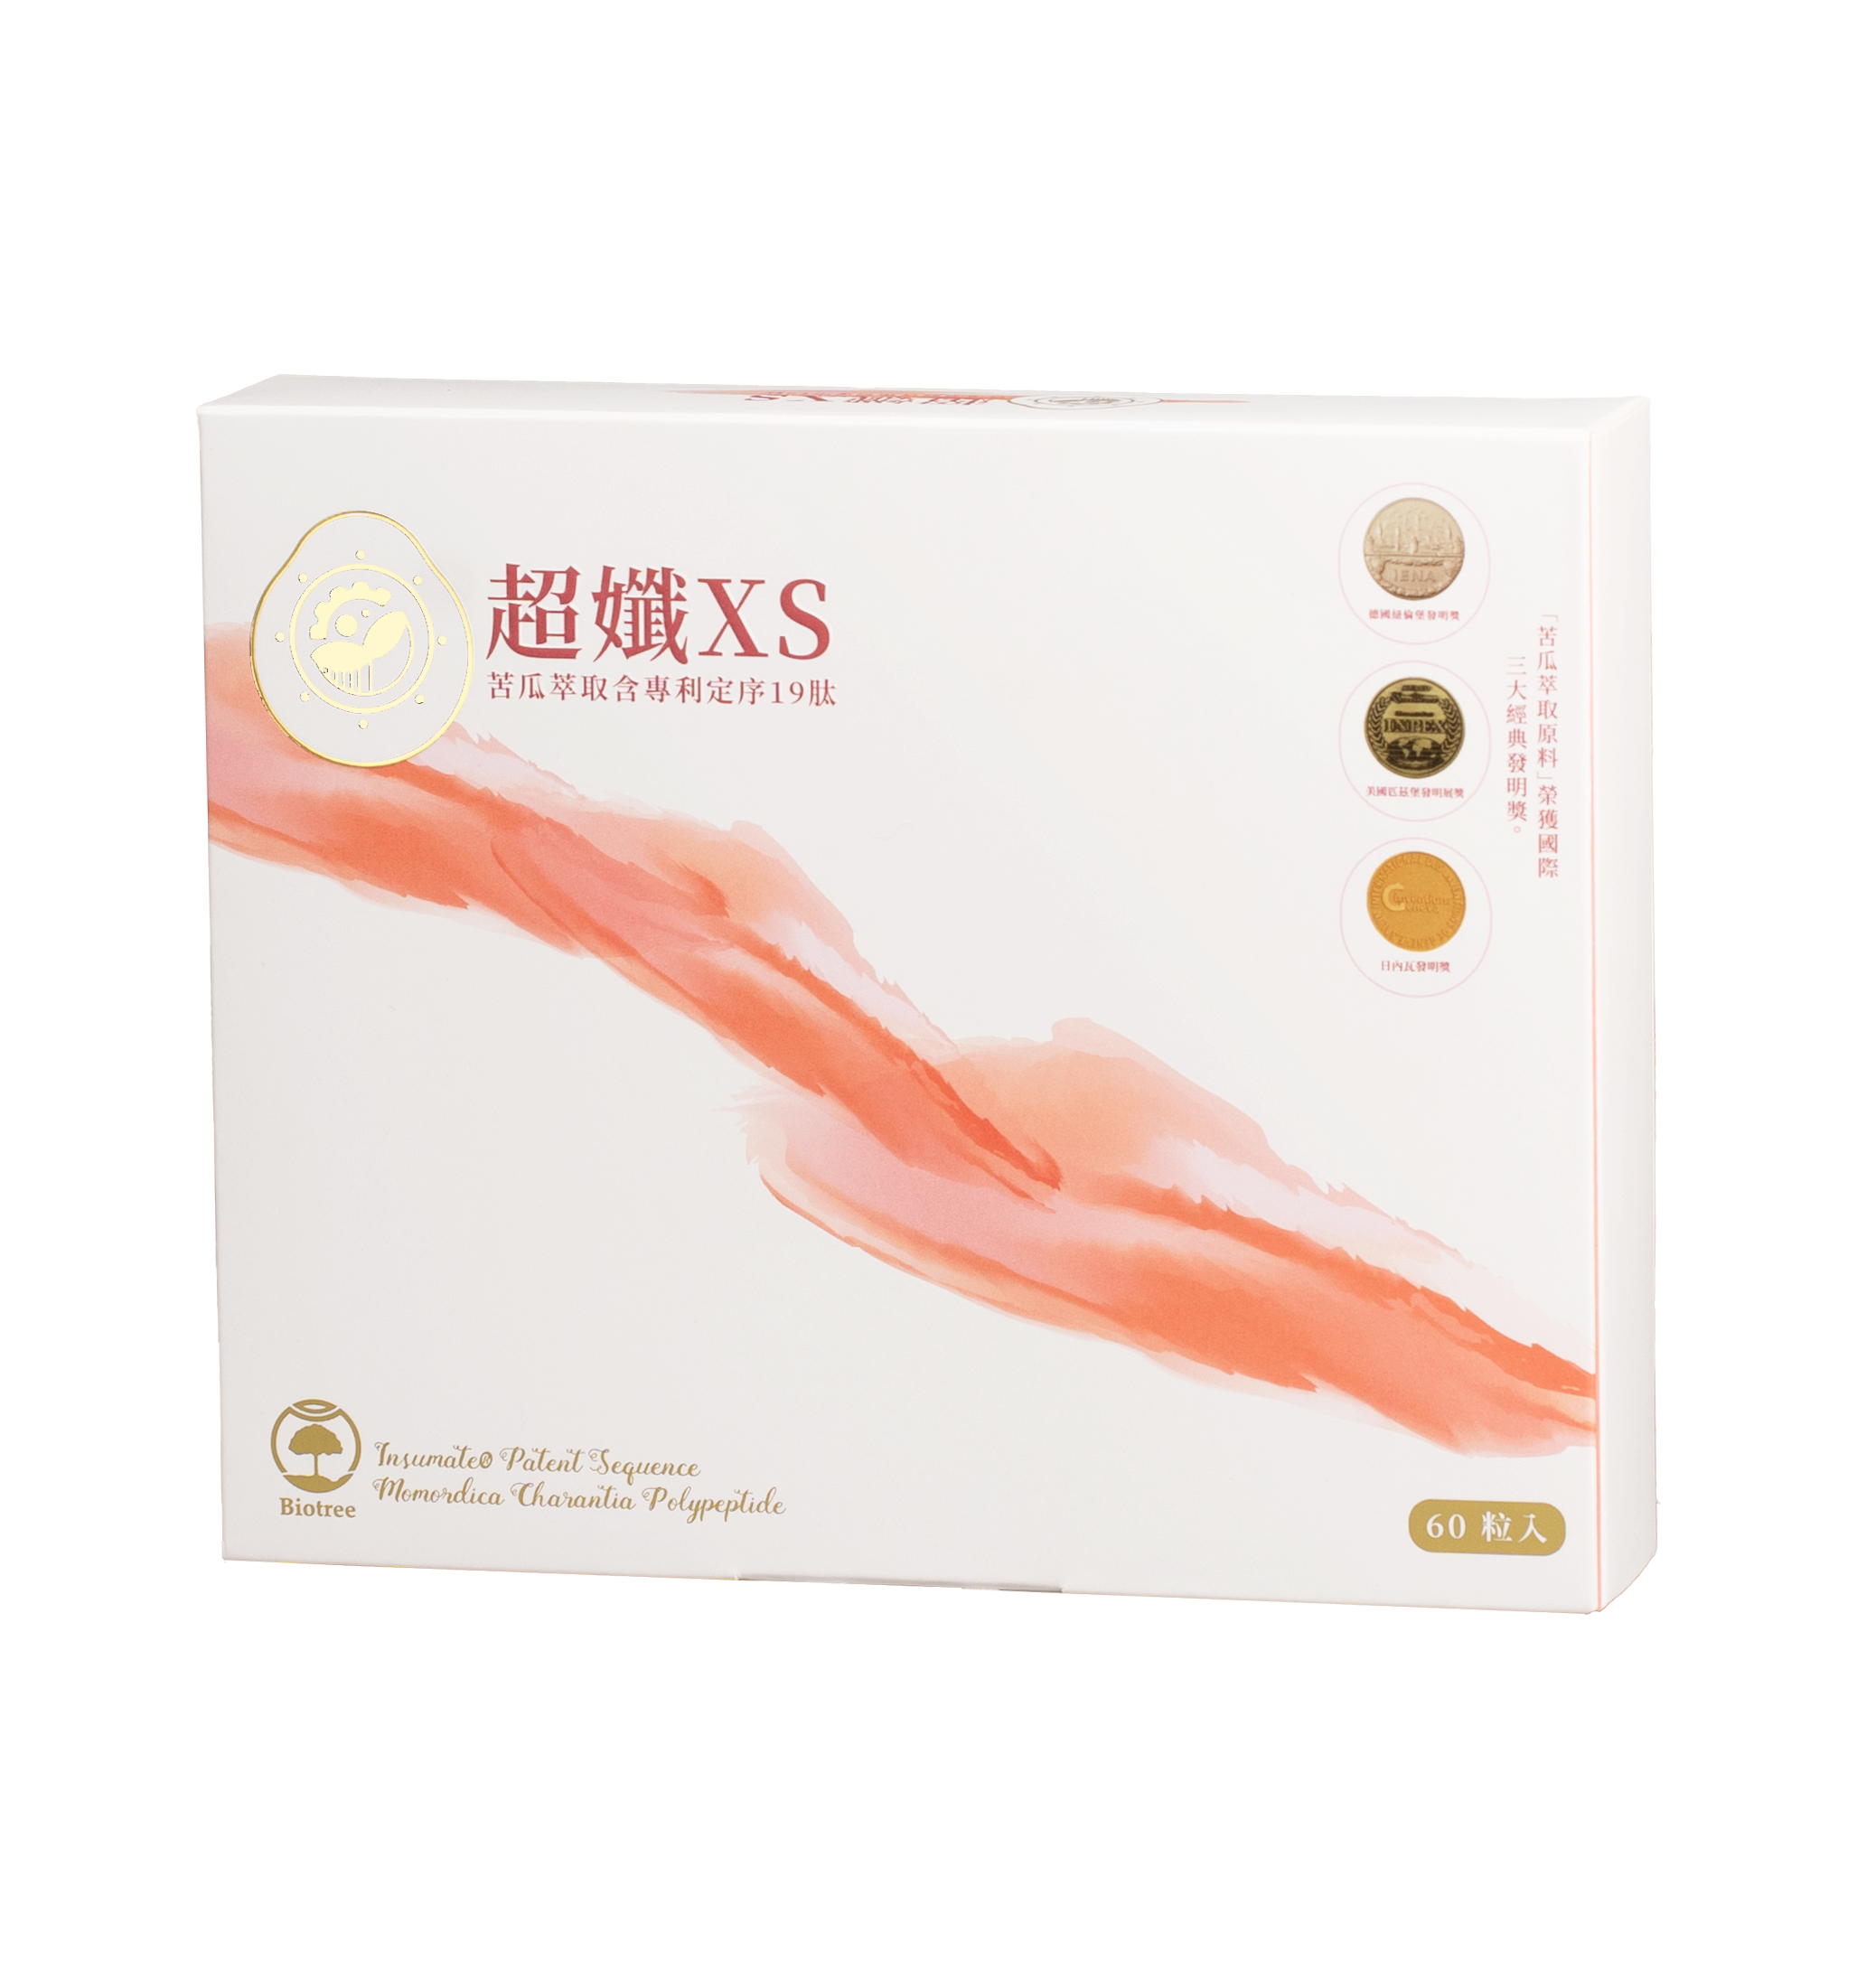 超孅XS
苦瓜萃取含專利定序19肽
IENA
德國紐倫堡發明獎
INPEX
美國匹茲堡發明展獎
日內瓦發明獎
「苦瓜萃取原料」榮獲國際
三大經典發明獎。
Biotree
Insumate® Patent Sequence
Momordica Charantia Polypeptide
60 粒入